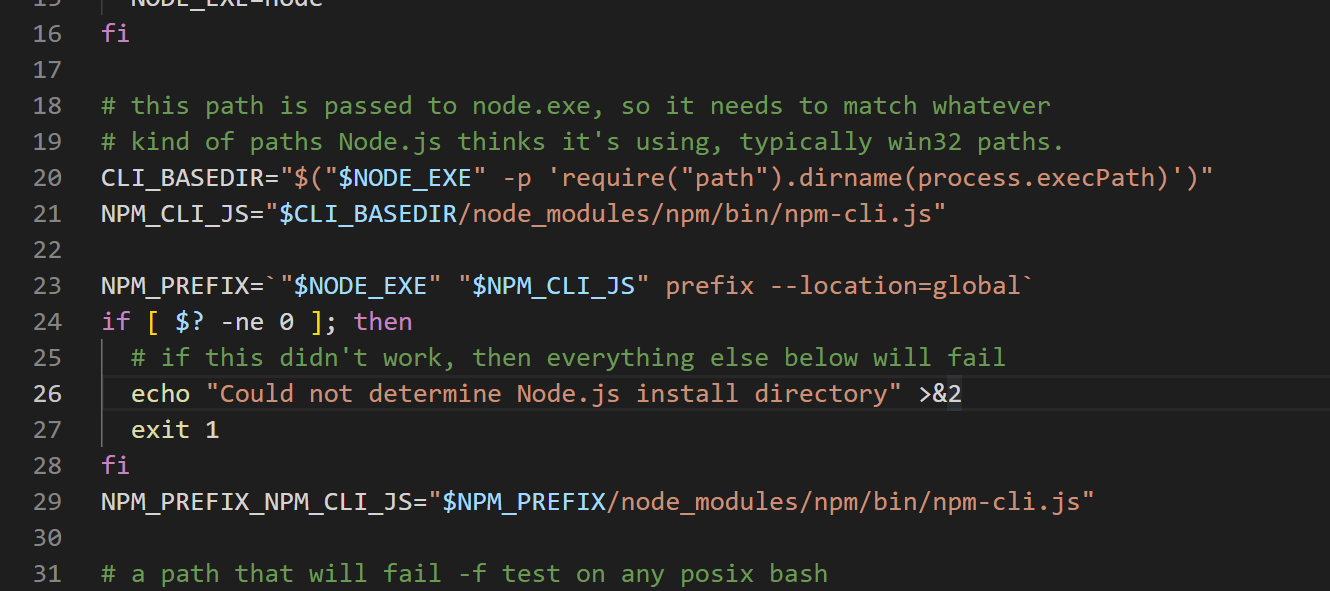 15 NODE_EXE=node
16 fi
17
18 # this path is passed to node.exe, so it needs to match whatever
19 # kind of paths Node.js thinks it's using, typically win32 paths.
20 CLI_BASEDIR="$("$NODE_EXE" -p 'require("path").dirname(process.execPath)')"
21 NPM_CLI_JS="$CLI_BASEDIR/node_modules/npm/bin/npm-cli.js"
22
23 NPM_PREFIX=`"$NODE_EXE" "$NPM_CLI_JS" prefix --location=global`
24 if [ $? -ne 0 ]; then
25 # if this didn't work, then everything else below will fail
26 echo "Could not determine Node.js install directory" >&2
27 exit 1
28 fi
29 NPM_PREFIX_NPM_CLI_JS="$NPM_PREFIX/node_modules/npm/bin/npm-cli.js"
30
31 # a path that will fail -f test on any posix bash